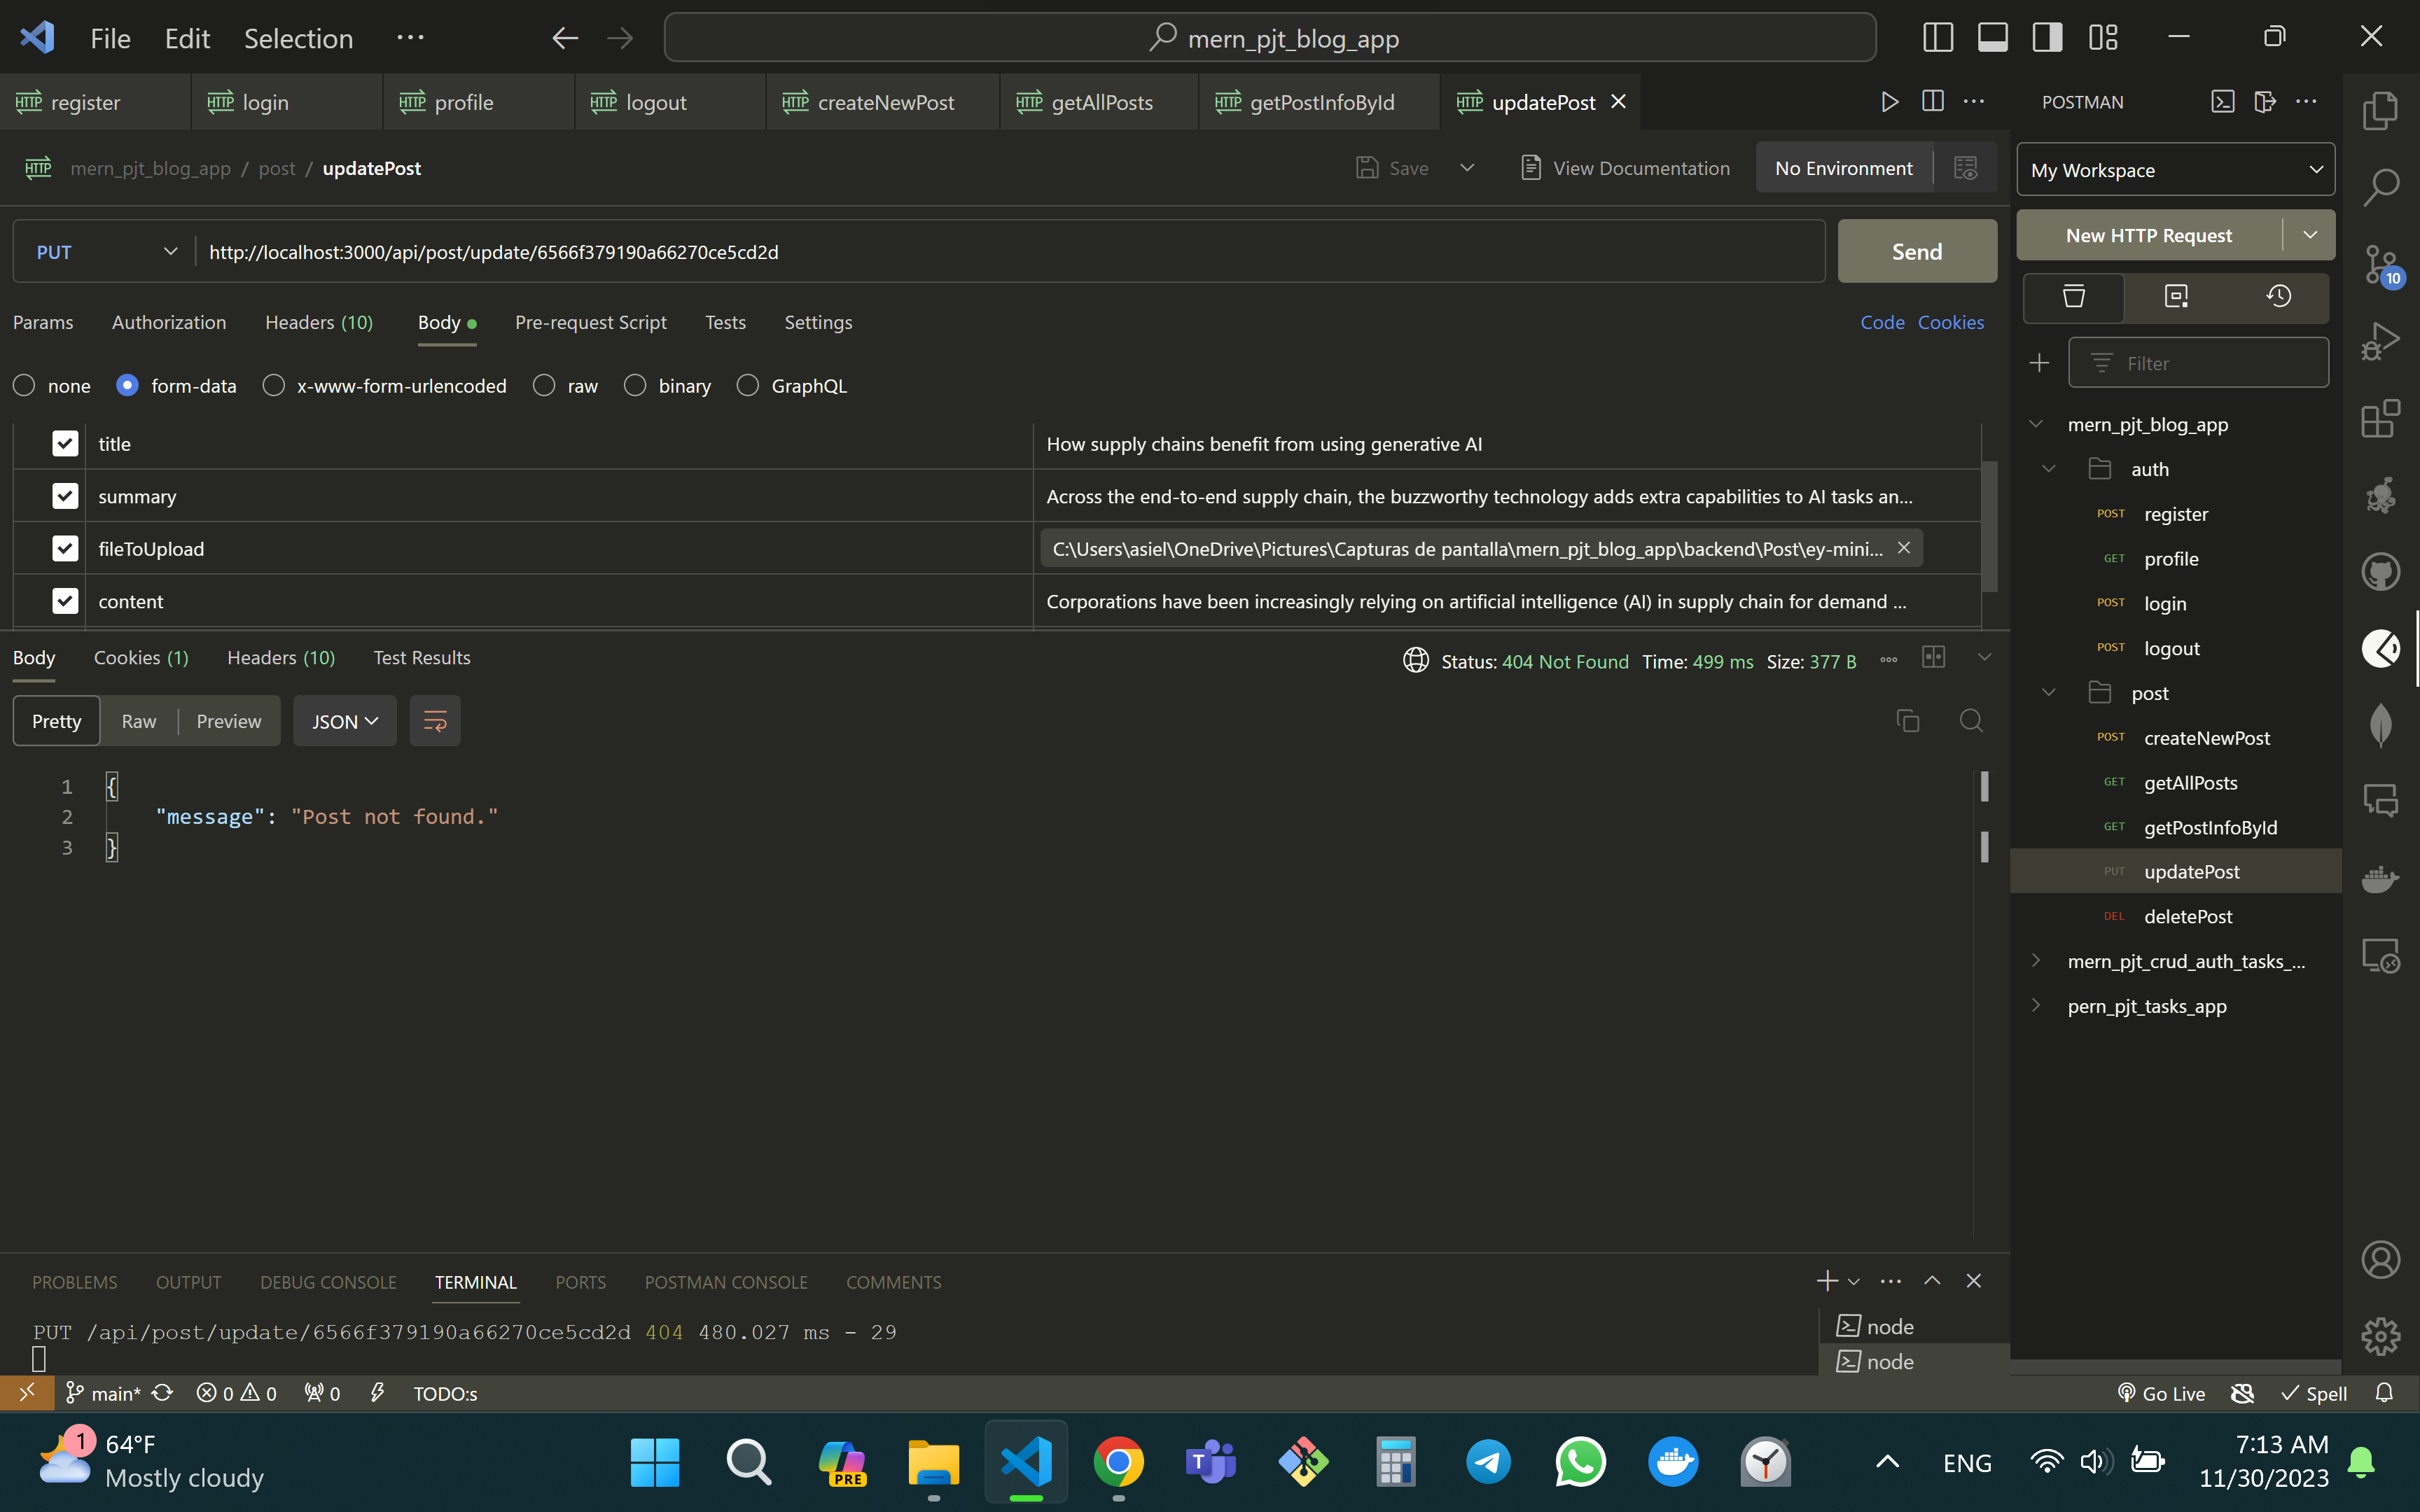 File Edit Selection ··· mern_pjt_blog_app
HTTP register HTTP login HTTP profile HTTP logout HTTP createNewPost HTTP getAllPosts HTTP getPostInfoById HTTP updatePost
HTTP mern_pjt_blog_app / post / updatePost Save View Documentation No Environment
PUT http://localhost:3000/api/post/update/6566f379190a66270ce5cd2d Send
Params Authorization Headers (10) Body Pre-request Script Tests Settings Code Cookies
none form-data x-www-form-urlencoded raw binary GraphQL
title How supply chains benefit from using generative AI
summary Across the end-to-end supply chain, the buzzworthy technology adds extra capabilities to AI tasks an...
fileToUpload C:\Users\asiel\OneDrive\Pictures\Capturas de pantalla\mern_pjt_blog_app\backend\Post\ey-mini...
content Corporations have been increasingly relying on artificial intelligence (AI) in supply chain for demand ...
Body Cookies (1) Headers (10) Test Results Status: 404 Not Found Time: 499 ms Size: 377 B
Pretty Raw Preview JSON
1 {
2 "message": "Post not found."
3 }
PROBLEMS OUTPUT DEBUG CONSOLE TERMINAL PORTS POSTMAN CONSOLE COMMENTS
PUT /api/post/update/6566f379190a66270ce5cd2d 404 480.027 ms - 29
node
node
POSTMAN
My Workspace
New HTTP Request
Filter
mern_pjt_blog_app
auth
POST register
GET profile
POST login
POST logout
post
POST createNewPost
GET getAllPosts
GET getPostInfoById
PUT updatePost
DEL deletePost
mern_pjt_crud_auth_tasks_...
pern_pjt_tasks_app
10
main* 0 0 0 TODO:s Go Live Spell
1 64°F
Mostly cloudy
PRE
T
ENG
7:13 AM
11/30/2023